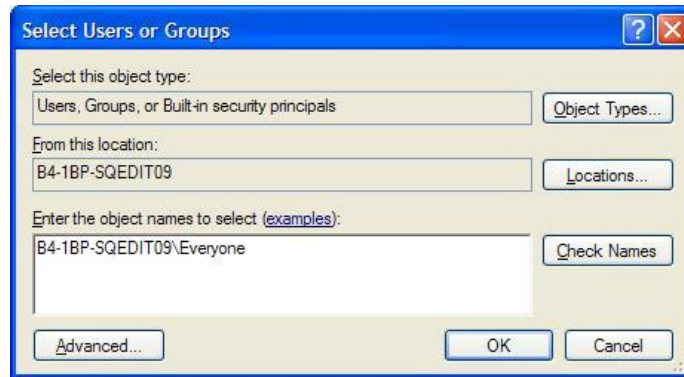 Select Users or Groups
Select this object type:
Users, Groups, or Built-in security principals
Object Types...
From this location:
B4-1BP-SQEDIT09
Locations...
Enter the object names to select (examples):
B4-1BP-SQEDIT09\Everyone
Check Names
Advanced...
OK
Cancel